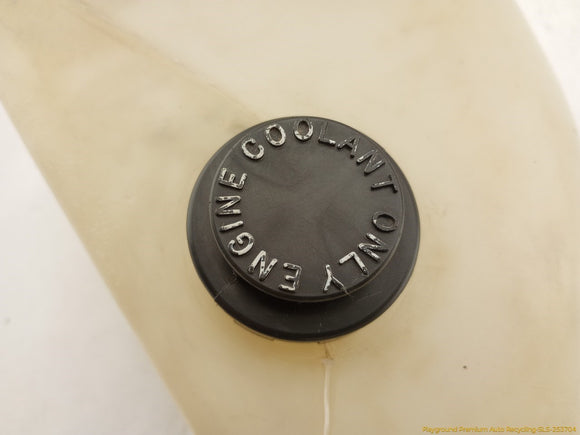 ENGINE COOLANT ONLY
Playground Premium Auto Recycling-SLS-253704